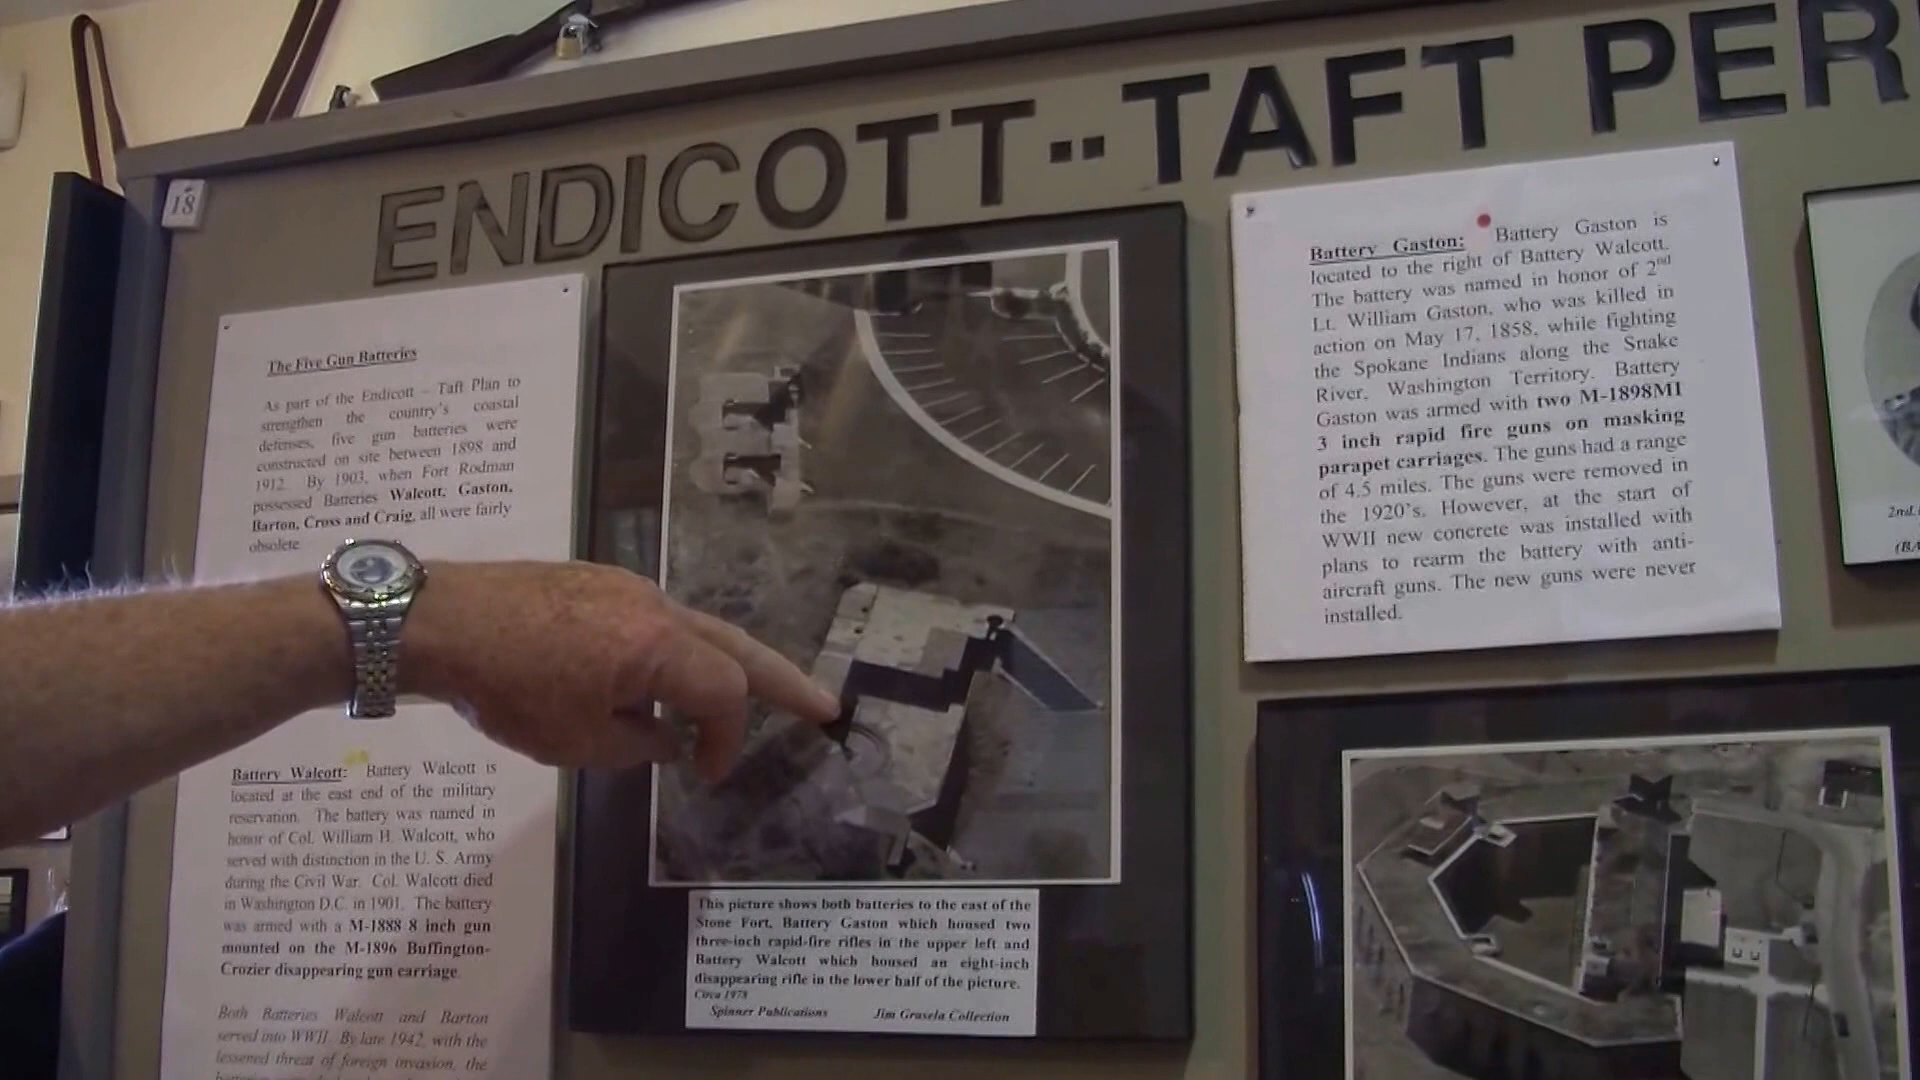 ENDICOTT--TAFT PER
18
The Five Gun Batteries
As part of the Endicott – Taft Plan to
strengthen the country's coastal
defenses, five gun batteries were
constructed on site between 1898 and
1912. By 1903, when Fort Rodman
possessed Batteries Walcott, Gaston,
Barton, Cross and Craig, all were fairly
obsolete
Battery Walcott: Battery Walcott is
located at the east end of the military
reservation. The battery was named in
honor of Col. William H. Walcott, who
served with distinction in the U. S. Army
during the Civil War. Col. Walcott died
in Washington D.C. in 1901. The battery
was armed with a M-1888 8 inch gun
mounted on the M-1896 Buffington-
Crozier disappearing gun carriage.
Both Batteries Walcott and Barton
served into WWII. By late 1942, with the
lessened threat of foreign invasion, the
This picture shows both batteries to the east of the
Stone Fort, Battery Gaston which housed two
three-inch rapid-fire rifles in the upper left and
Battery Walcott which housed an eight-inch
disappearing rifle in the lower half of the picture.
Circa 1978
Spinner Publications Jim Grasela Collection
Battery Gaston: Battery Gaston is
located to the right of Battery Walcott.
The battery was named in honor of 2nd
Lt. William Gaston, who was killed in
action on May 17, 1858, while fighting
the Spokane Indians along the Snake
River, Washington Territory. Battery
Gaston was armed with two M-1898MI
3 inch rapid fire guns on masking
parapet carriages. The guns had a range
of 4.5 miles. The guns were removed in
the 1920's. However, at the start of
WWII new concrete was installed with
plans to rearm the battery with anti-
aircraft guns. The new guns were never
installed.
2nd.
(BA